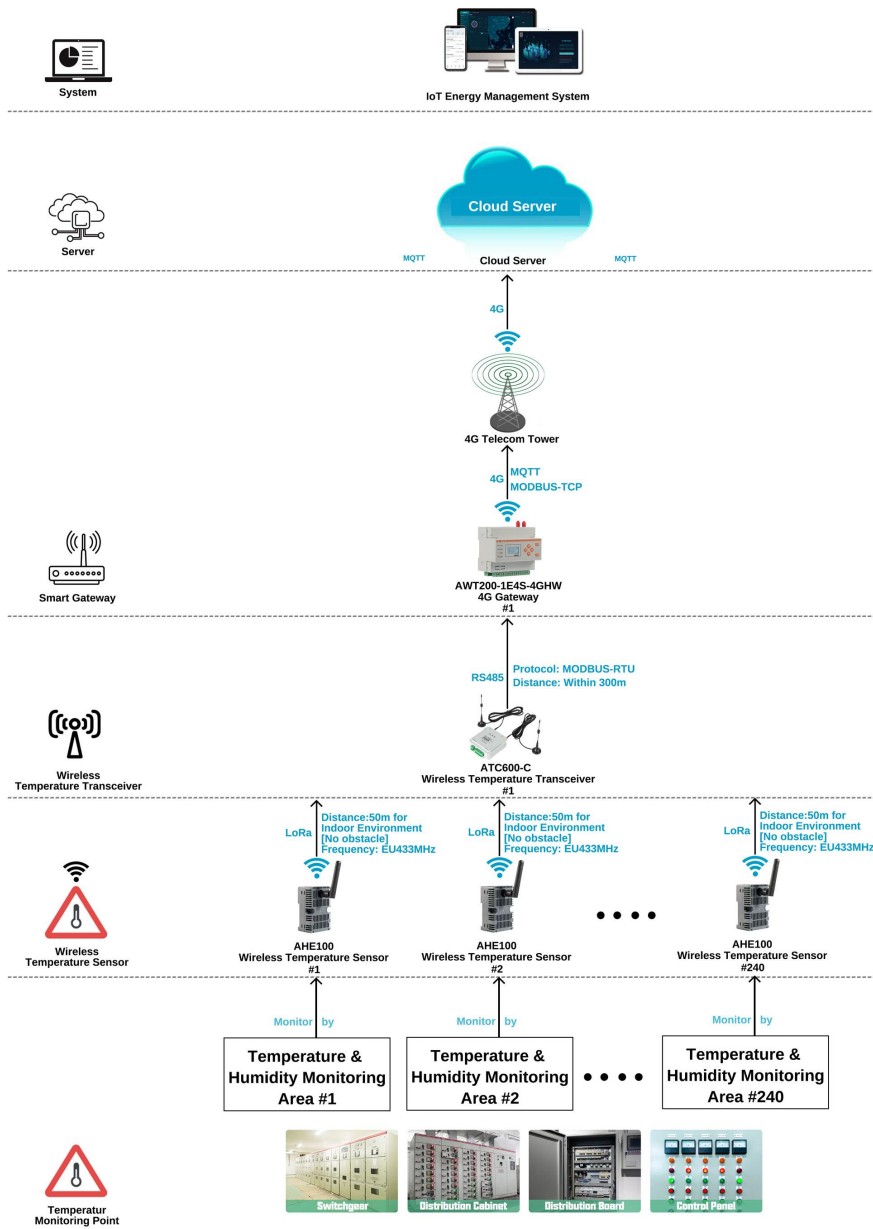 System
IoT Energy Management System
Cloud Server
Server
MQTT
Cloud Server
MQTT
4G
4G Telecom Tower
4G
MQTT
MODBUS-TCP
AWT200-1E4S-4GHW
4G Gateway
#1
Smart Gateway
RS485
Protocol: MODBUS-RTU
Distance: Within 300m
ATC600-C
Wireless Temperature Transceiver
#1
Wireless
Temperature Transceiver
LoRa
Distance:50m for
Indoor Environment
[No obstacle]
Frequency: EU433MHz
LoRa
Distance:50m for
Indoor Environment
[No obstacle]
Frequency: EU433MHz
LoRa
Distance:50m for
Indoor Environment
[No obstacle]
Frequency: EU433MHz
AHE100
Wireless Temperature Sensor
#1
AHE100
Wireless Temperature Sensor
#2
AHE100
Wireless Temperature Sensor
#240
Wireless
Temperature Sensor
Monitor by
Monitor by
Monitor by
Temperature &
Humidity Monitoring
Area #1
Temperature &
Humidity Monitoring
Area #2
Temperature &
Humidity Monitoring
Area #240
Switchgear
Distribution Cabinet
Distribution Board
Control Panel
Temperatur
Monitoring Point